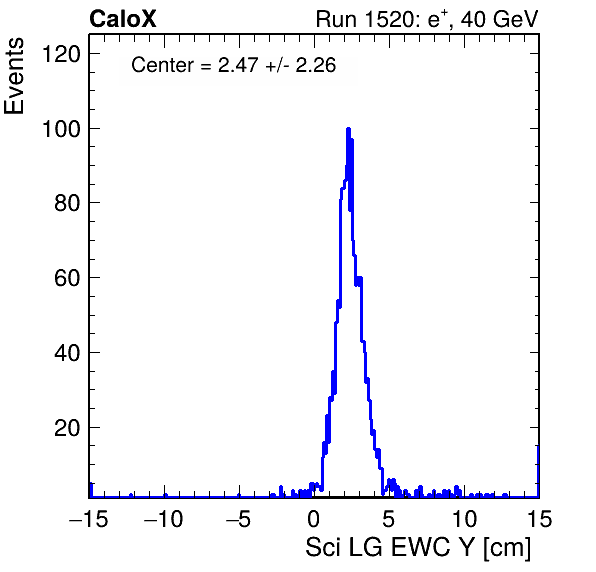 CaloX Run 1520: e⁺, 40 GeV
Events
Center = 2.47 +/- 2.26
120
100
80
60
40
20
−15 −10 −5 0 5 10 15
Sci LG EWC Y [cm]